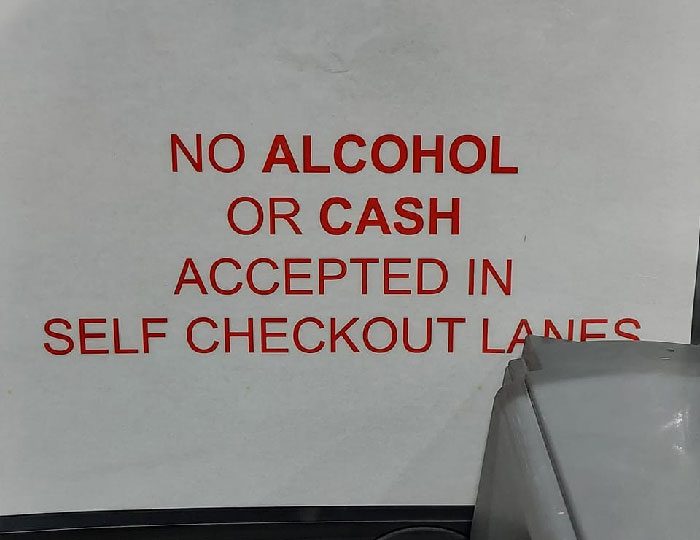 NO ALCOHOL
OR CASH
ACCEPTED IN
SELF CHECKOUT LANES